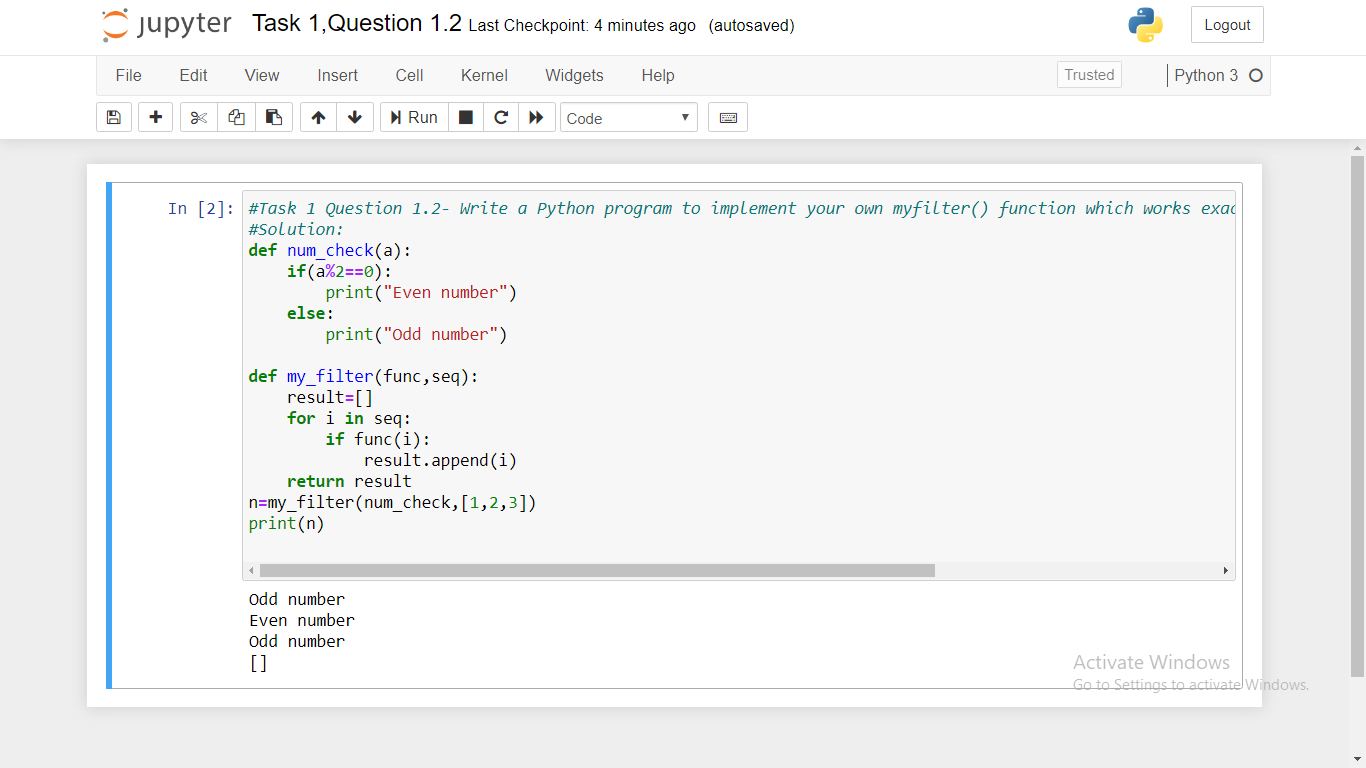 jupyter Task 1,Question 1.2 Last Checkpoint: 4 minutes ago (autosaved) Logout
File Edit View Insert Cell Kernel Widgets Help Trusted Python 3
Run Code
In [2]: #Task 1 Question 1.2- Write a Python program to implement your own myfilter() function which works exac
#Solution:
def num_check(a):
    if(a%2==0):
        print("Even number")
    else:
        print("Odd number")

def my_filter(func,seq):
    result=[]
    for i in seq:
        if func(i):
            result.append(i)
    return result
n=my_filter(num_check,[1,2,3])
print(n)
Odd number
Even number
Odd number
[]
Activate Windows
Go to Settings to activate Windows.